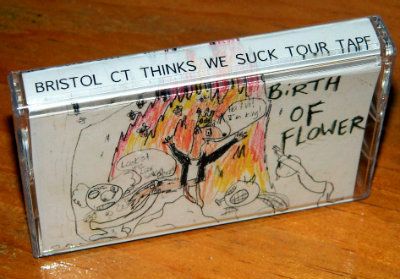 BRISTOL CT THINKS WE SUCK TOUR TAPE
BIRTH
OF
FLOWER